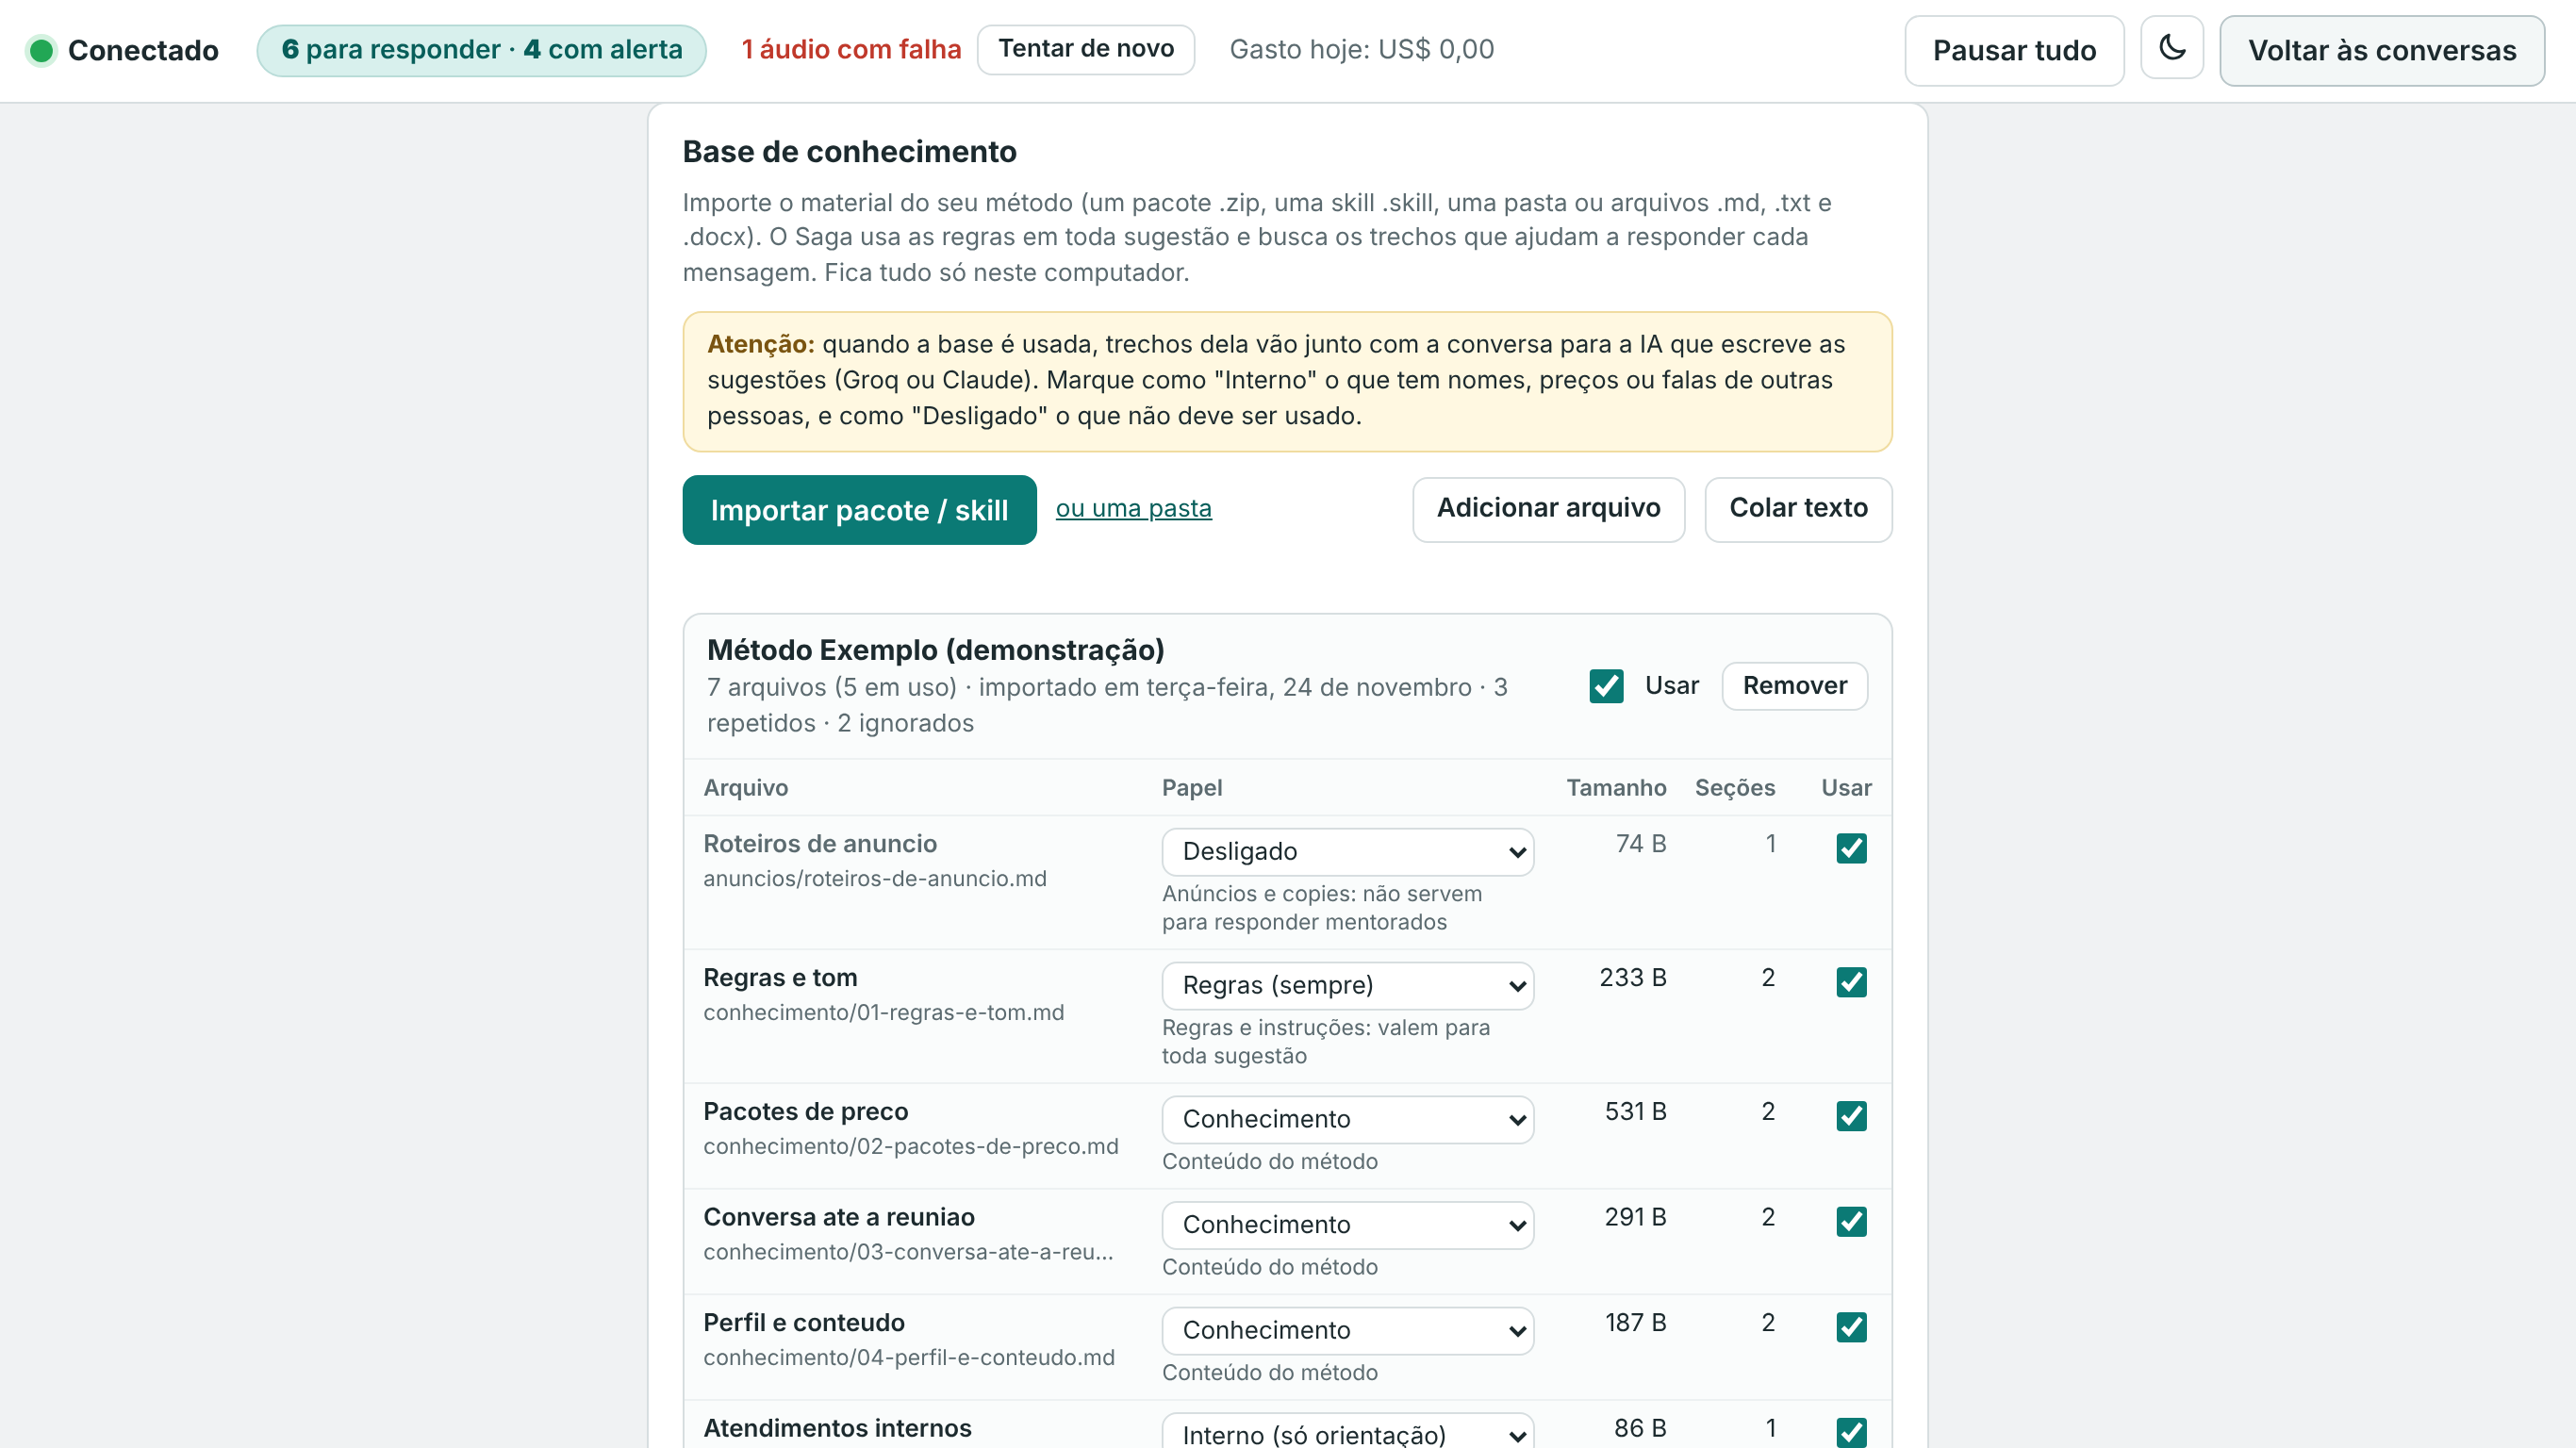 Conectado
6 para responder · 4 com alerta
1 áudio com falha
Tentar de novo
Gasto hoje: US$ 0,00
Pausar tudo
Voltar às conversas
Base de conhecimento
Importe o material do seu método (um pacote .zip, uma skill .skill, uma pasta ou arquivos .md, .txt e
.docx). O Saga usa as regras em toda sugestão e busca os trechos que ajudam a responder cada
mensagem. Fica tudo só neste computador.
Atenção: quando a base é usada, trechos dela vão junto com a conversa para a IA que escreve as
sugestões (Groq ou Claude). Marque como "Interno" o que tem nomes, preços ou falas de outras
pessoas, e como "Desligado" o que não deve ser usado.
Importar pacote / skill
ou uma pasta
Adicionar arquivo
Colar texto
Método Exemplo (demonstração)
7 arquivos (5 em uso) · importado em terça-feira, 24 de novembro · 3
repetidos · 2 ignorados
Usar
Remover
Arquivo
Papel
Tamanho
Seções
Usar
Roteiros de anuncio
anuncios/roteiros-de-anuncio.md
Desligado
Anúncios e copies: não servem
para responder mentorados
74 B
1
Regras e tom
conhecimento/01-regras-e-tom.md
Regras (sempre)
Regras e instruções: valem para
toda sugestão
233 B
2
Pacotes de preco
conhecimento/02-pacotes-de-preco.md
Conhecimento
Conteúdo do método
531 B
2
Conversa ate a reuniao
conhecimento/03-conversa-ate-a-reu...
Conhecimento
Conteúdo do método
291 B
2
Perfil e conteudo
conhecimento/04-perfil-e-conteudo.md
Conhecimento
Conteúdo do método
187 B
2
Atendimentos internos
Interno (só orientação)
86 B
1